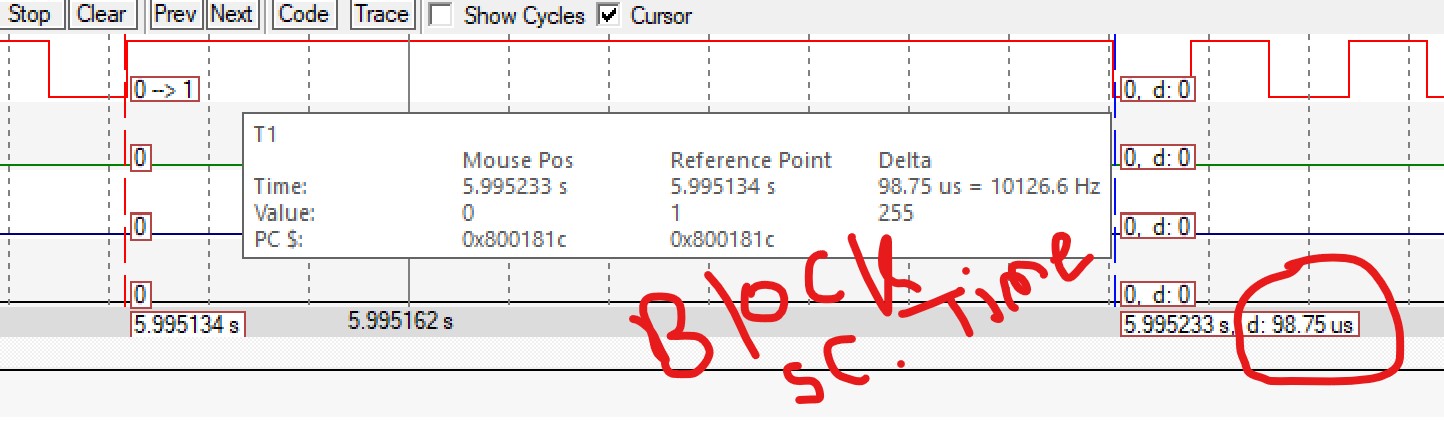 Stop Clear Prev Next Code Trace Show Cycles Cursor
0 --> 1 0, d: 0
T1
Mouse Pos Reference Point Delta
0 0, d: 0
Time: 5.995233 s 5.995134 s 98.75 us = 10126.6 Hz
Value: 0 1 255
0 0, d: 0
PC $: 0x800181c 0x800181c
0 0, d: 0
5.995134 s 5.995162 s 5.995233 s, d: 98.75 us
Block
sc. Time